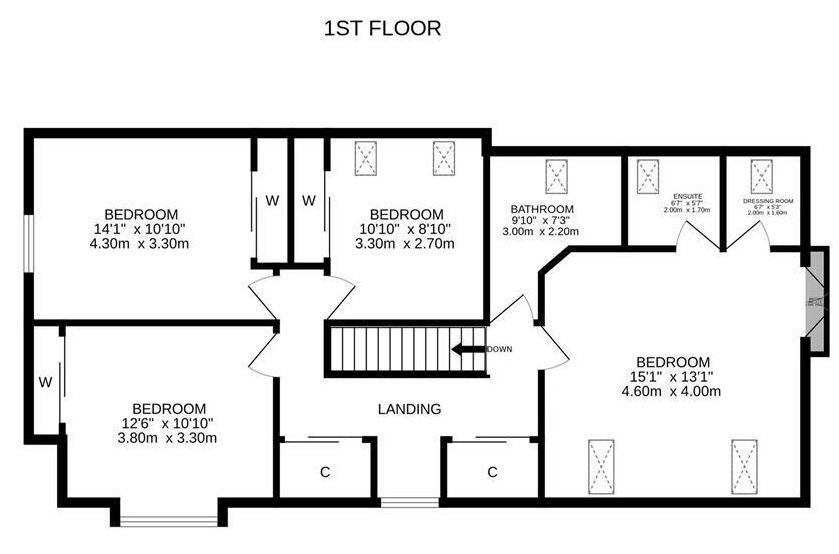 1ST FLOOR
BEDROOM
14'1" x 10'10"
4.30m x 3.30m
W
W
BEDROOM
10'10" x 8'10"
3.30m x 2.70m
BATHROOM
9'10" x 7'3"
3.00m x 2.20m
ENSUITE
6'7" x 5'7"
2.00m x 1.70m
DRESSING ROOM
6'7" x 5'3"
2.00m x 1.60m
DOWN
W
BEDROOM
12'6" x 10'10"
3.80m x 3.30m
LANDING
BEDROOM
15'1" x 13'1"
4.60m x 4.00m
C
C